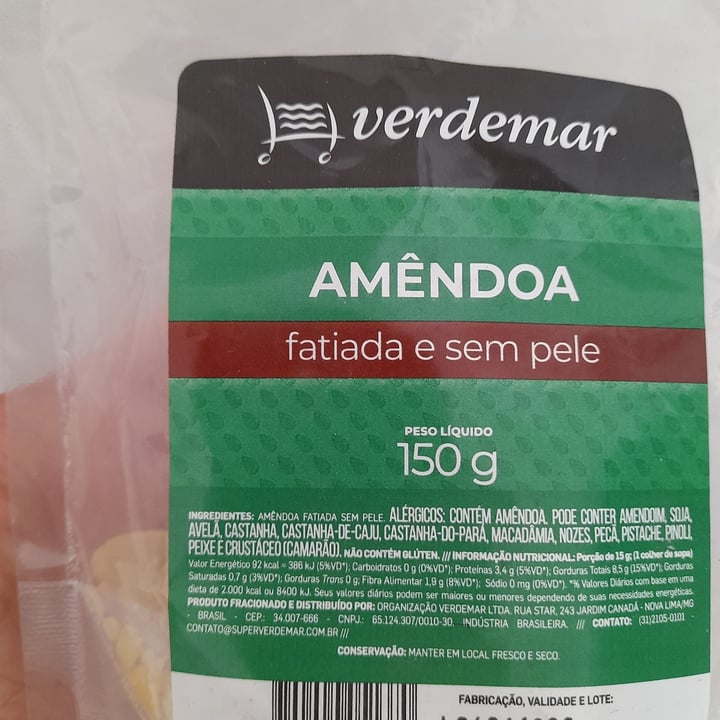 verdemar
AMÊNDOA
fatiada e sem pele
PESO LÍQUIDO
150 g
INGREDIENTES: AMÊNDOA FATIADA SEM PELE. ALÉRGICOS: CONTÉM AMÊNDOA. PODE CONTER AMENDOIM, SOJA,
AVELÃ, CASTANHA, CASTANHA-DE-CAJU, CASTANHA-DO-PARÁ, MACADÂMIA, NOZES, PECÃ, PISTACHE, PINOLI,
PEIXE E CRUSTÁCEO (CAMARÃO). NÃO CONTÉM GLÚTEN. /// INFORMAÇÃO NUTRICIONAL: Porção de 15 g (1 colher de sopa)
Valor Energético 92 kcal = 386 kJ (5%VD*); Carboidratos 0 g (0%VD*); Proteínas 3,4 g (5%VD*); Gorduras Totais 8,5 g (15%VD*); Gorduras
Saturadas 0,7 g (3%VD*); Gorduras Trans 0 g; Fibra Alimentar 1,9 g (8%VD*); Sódio 0 mg (0%VD*). *% Valores Diários com base em uma
dieta de 2.000 kcal ou 8400 kJ. Seus valores diários podem ser maiores ou menores dependendo de suas necessidades energéticas.
PRODUTO FRACIONADO E DISTRIBUÍDO POR: ORGANIZAÇÃO VERDEMAR LTDA. RUA STAR, 243 JARDIM CANADÁ - NOVA LIMA/MG
- BRASIL - CEP.: 34.007-666 - CNPJ.: 65.124.307/0010-30. INDÚSTRIA BRASILEIRA. /// CONTATO: (31)2105-0101 -
CONTATO@SUPERVERDEMAR.COM.BR ///
CONSERVAÇÃO: MANTER EM LOCAL FRESCO E SECO.
FABRICAÇÃO, VALIDADE E LOTE: